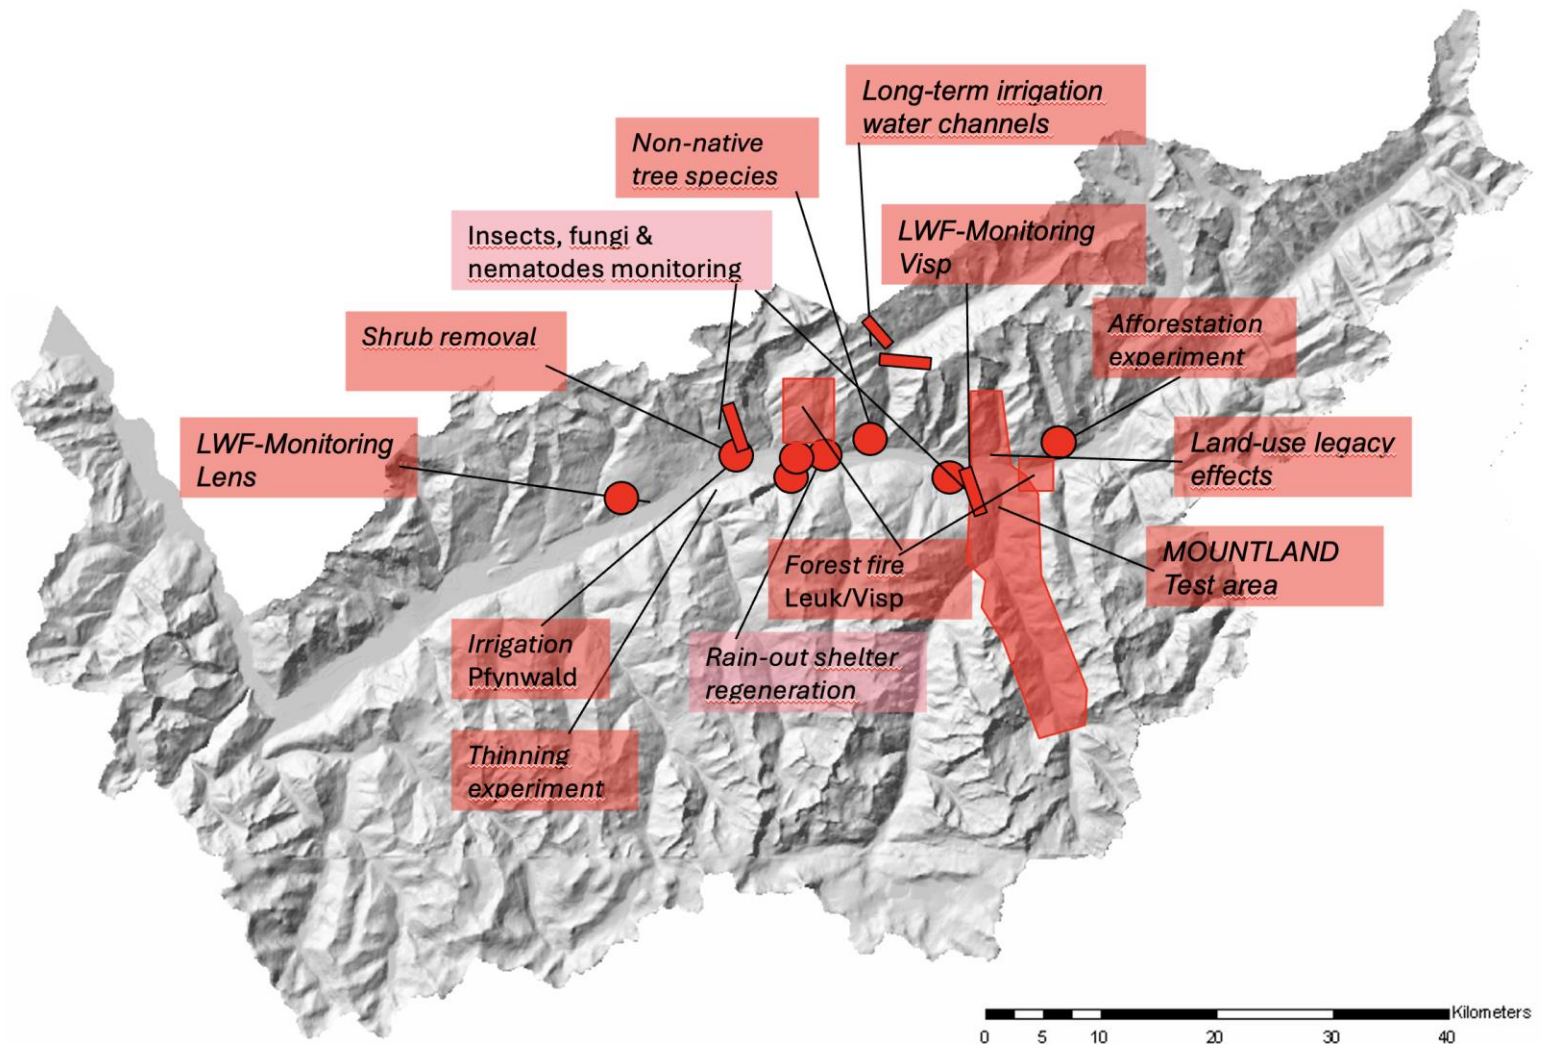 Long-term irrigation
water channels
Non-native
tree species
Insects, fungi &
nematodes monitoring
LWF-Monitoring
Visp
Shrub removal
Afforestation
experiment
LWF-Monitoring
Lens
Land-use legacy
effects
Forest fire
Leuk/Visp
MOUNTLAND
Test area
Irrigation
Pfynwald
Rain-out shelter
regeneration
Thinning
experiment
Kilometers
0 5 10 20 30 40